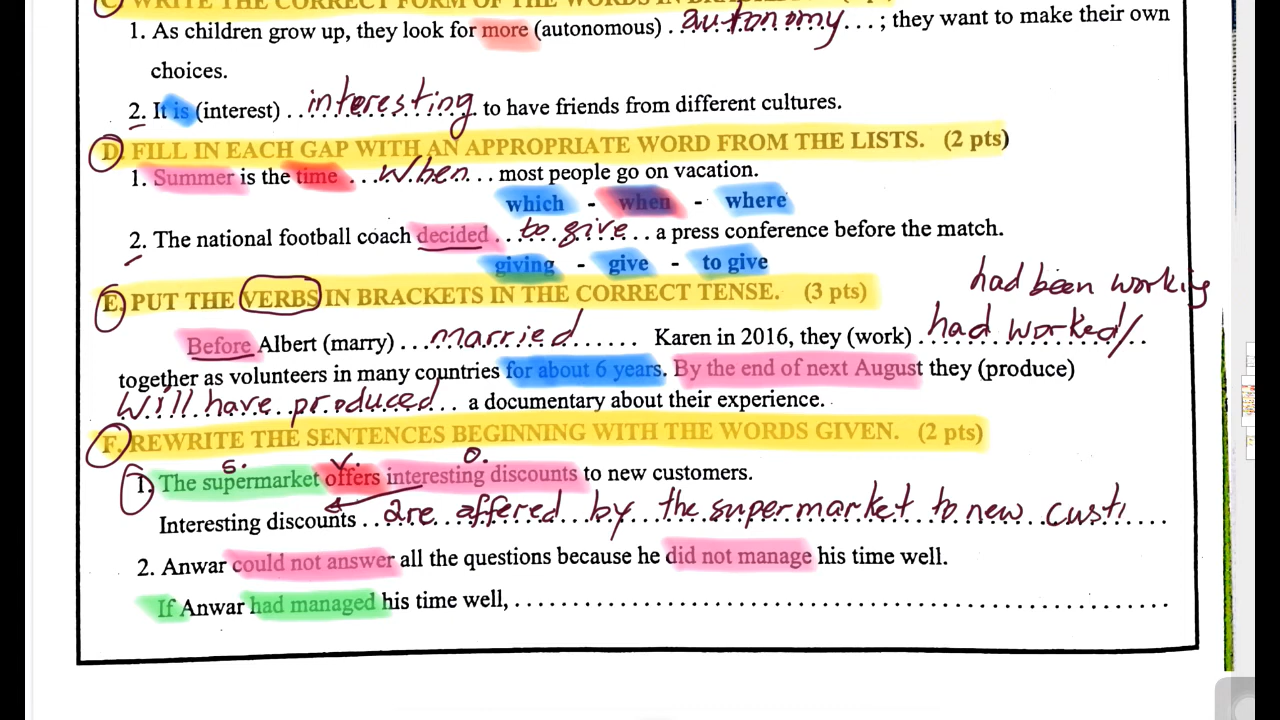 C. WRITE THE CORRECT FORM OF THE WORDS IN
1. As children grow up, they look for more (autonomous) ..autonomy...; they want to make their own
choices.
2. It is (interest) ..interesting. to have friends from different cultures.
D. FILL IN EACH GAP WITH AN APPROPRIATE WORD FROM THE LISTS. (2 pts)
1. Summer is the time ...when... most people go on vacation.
which - when - where
2. The national football coach decided ...to give... a press conference before the match.
giving - give - to give
E. PUT THE VERBS IN BRACKETS IN THE CORRECT TENSE. (3 pts)
had been working
Before Albert (marry) ...married...... Karen in 2016, they (work) .had worked/..
together as volunteers in many countries for about 6 years. By the end of next August they (produce)
Will have produced... a documentary about their experience.
F. REWRITE THE SENTENCES BEGINNING WITH THE WORDS GIVEN. (2 pts)
S. V. O.
1. The supermarket offers interesting discounts to new customers.
Interesting discounts ..are offered by the supermarket to new cust....
2. Anwar could not answer all the questions because he did not manage his time well.
If Anwar had managed his time well, ......................................................